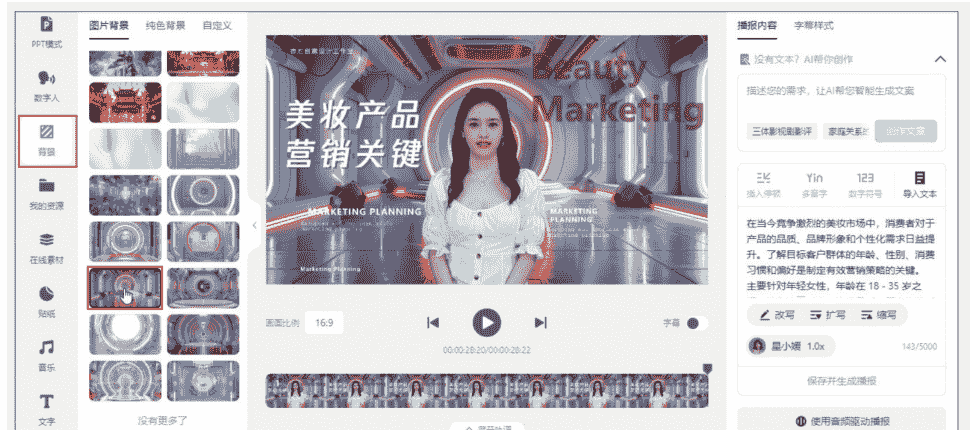 PPT模式
数字人
背景
我的资源
在线素材
贴纸
音乐
文字
图片背景
纯色背景
自定义
没有更多了
美妆产品
营销关键
Beauty
Marketing
MARKETING PLANNING
MARKETING PLANNING
Marketing Planning
画面比例
16:9
字幕
00:00:28:20/00:00:28:22
播报内容
字幕样式
没有文本？AI帮你创作
描述您的需求，让AI帮您智能生成文案
三体影视剧影评
家庭关系
创作文案
插入停顿
多音字
数字符号
导入文本
Yin
123
在当今竞争激烈的美妆市场中，消费者对于
产品的品质、品牌形象和个性化需求日益提
升。了解目标客户群体的年龄、性别、消费
习惯和偏好是制定有效营销策略的关键。
主要针对年轻女性，年龄在 18 - 35 岁之
改写
扩写
缩写
星小媛 1.0x
143/5000
保存并生成播报
使用音频驱动播报